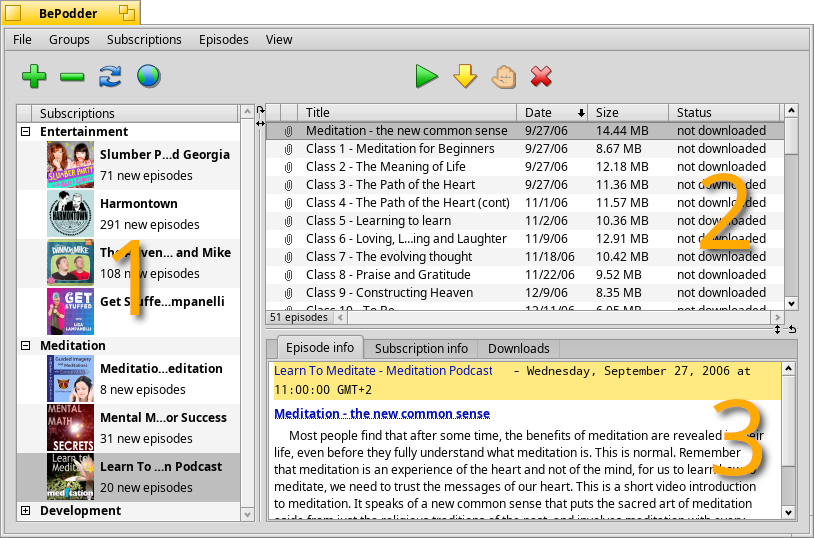 BePodder
File Groups Subscriptions Episodes View
Subscriptions
Entertainment
Slumber P...d Georgia
71 new episodes
Harmontown
291 new episodes
108 new episodes
Get Stuffe...mpanelli
Meditation
Meditatio...editation
8 new episodes
Mental M...or Success
31 new episodes
Learn To ...n Podcast
20 new episodes
Development
1
Title Date Size Status
Meditation - the new common sense 9/27/06 14.44 MB not downloaded
Class 1 - Meditation for Beginners 9/27/06 8.67 MB not downloaded
Class 2 - The Meaning of Life 9/27/06 12.18 MB not downloaded
Class 3 - The Path of the Heart 9/27/06 11.36 MB not downloaded
Class 4 - The Path of the Heart (cont) 11/1/06 11.57 MB not downloaded
Class 5 - Learning to learn 11/2/06 10.36 MB not downloaded
Class 6 - Loving, L...ing and Laughter 11/9/06 12.91 MB not downloaded
Class 7 - The evolving thought 11/18/06 10.42 MB not downloaded
Class 8 - Praise and Gratitude 11/22/06 9.52 MB not downloaded
Class 9 - Constructing Heaven 12/9/06 8.35 MB not downloaded
51 episodes
2
Episode info Subscription info Downloads
Learn To Meditate - Meditation Podcast - Wednesday, September 27, 2006 at
11:00:00 GMT+2
Meditation - the new common sense
Most people find that after some time, the benefits of meditation are revealed in their
life, even before they fully understand what meditation is. This is normal. Remember
that meditation is an experience of the heart and not of the mind, for us to learn how to
meditate, we need to trust the messages of our heart. This is a short video introduction
to meditation. It speaks of a new common sense that puts the sacred art of meditation
aside from just the religious traditions of the past, and involves meditation with every
3